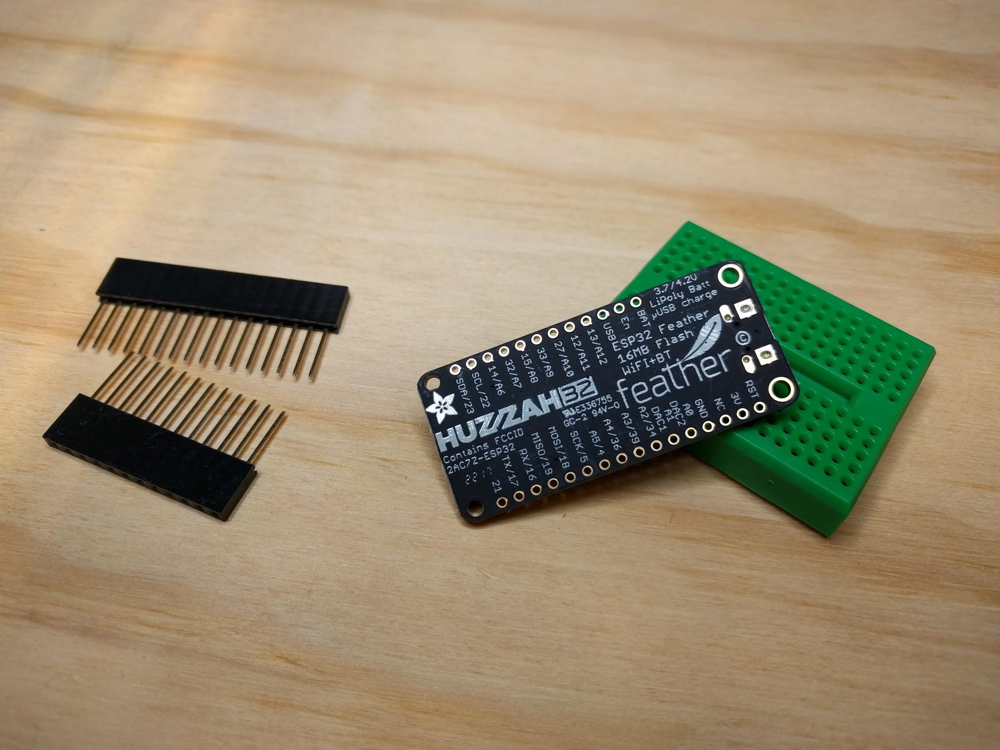 3.7/4.2V
LiPoly Batt
µUSB charge
BAT
En
USB
13/A12
12/A11
27/A10
33/A9
15/A8
32/A7
14/A6
SCL/22
SDA/23
ESP32 Feather
16MB Flash
WiFI+BT
feather
©
HUZZAH32
E336755
94V-0
Contains FCCID
2AC7Z-ESP32
2217
21
TX/17
RX/16
MISO/19
MOSI/18
SCK/5
A5/4
A4/36
A3/39
A2/34
DAC1
A1
DAC2
A0
GND
NC
3V
RST